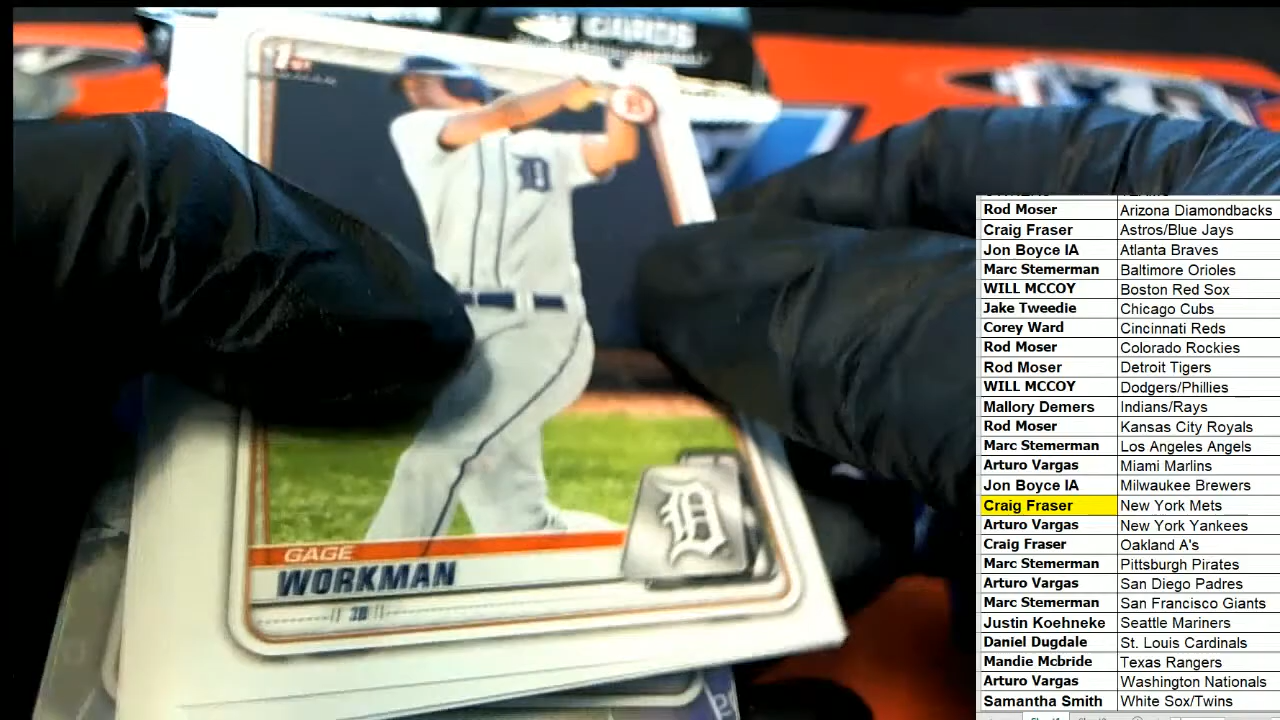 CARDS
1st
D
GAGE
WORKMAN
3B
D
Rod Moser Arizona Diamondbacks
Craig Fraser Astros/Blue Jays
Jon Boyce IA Atlanta Braves
Marc Stemerman Baltimore Orioles
WILL MCCOY Boston Red Sox
Jake Tweedie Chicago Cubs
Corey Ward Cincinnati Reds
Rod Moser Colorado Rockies
Rod Moser Detroit Tigers
WILL MCCOY Dodgers/Phillies
Mallory Demers Indians/Rays
Rod Moser Kansas City Royals
Marc Stemerman Los Angeles Angels
Arturo Vargas Miami Marlins
Jon Boyce IA Milwaukee Brewers
Craig Fraser New York Mets
Arturo Vargas New York Yankees
Craig Fraser Oakland A's
Marc Stemerman Pittsburgh Pirates
Arturo Vargas San Diego Padres
Marc Stemerman San Francisco Giants
Justin Koehneke Seattle Mariners
Daniel Dugdale St. Louis Cardinals
Mandie Mcbride Texas Rangers
Arturo Vargas Washington Nationals
Samantha Smith White Sox/Twins